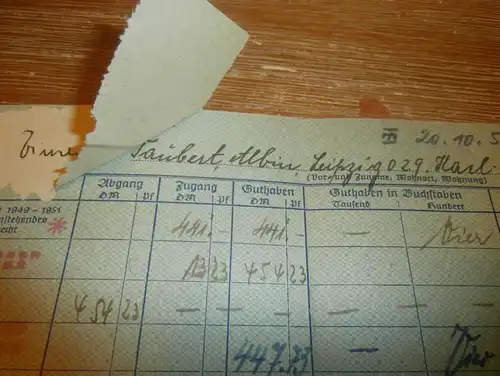 III 20.10.5
Taubert, Albin, Leipzig O 29, Karl
(Vor- und Zuname, Wohnort, Wohnung)
Abgang Zugang Guthaben Guthaben in Buchstaben
DM Pf DM Pf DM Pf Tausend Hundert
1949 - 1951
nstehenden
441 - 441 - — Vier
13 23 454 23
454 23 — — — — —
447 23 — Vier